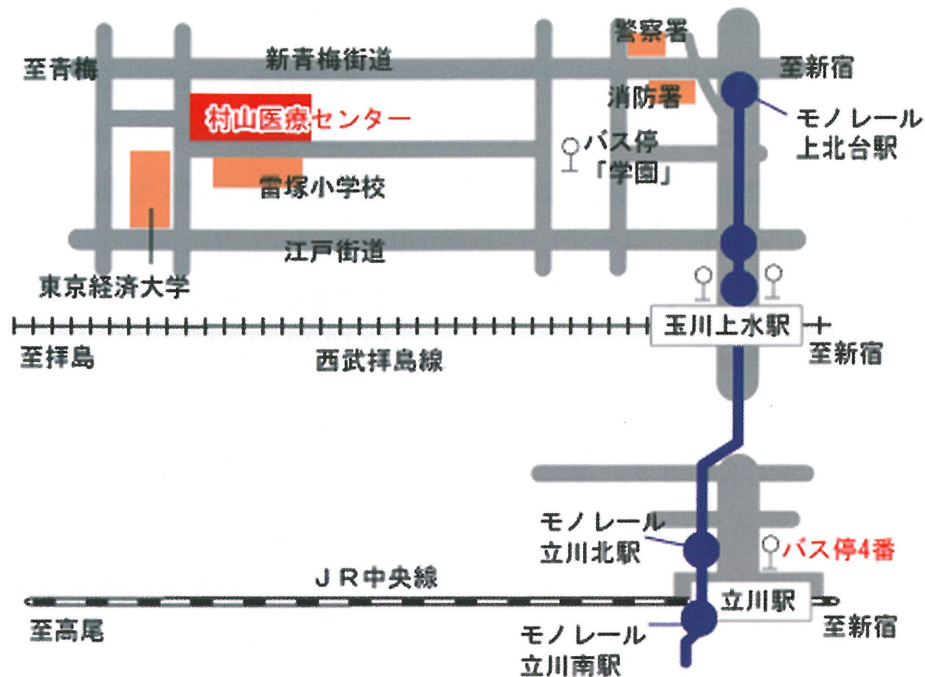 警察署
新青梅街道
至青梅
至新宿
消防署
村山医療センター
モノレール
上北台駅
バス停
「学園」
雷塚小学校
江戸街道
東京経済大学
玉川上水駅
至拝島
西武拝島線
至新宿
モノレール
立川北駅
バス停4番
JR中央線
立川駅
至高尾
モノレール
立川南駅
至新宿